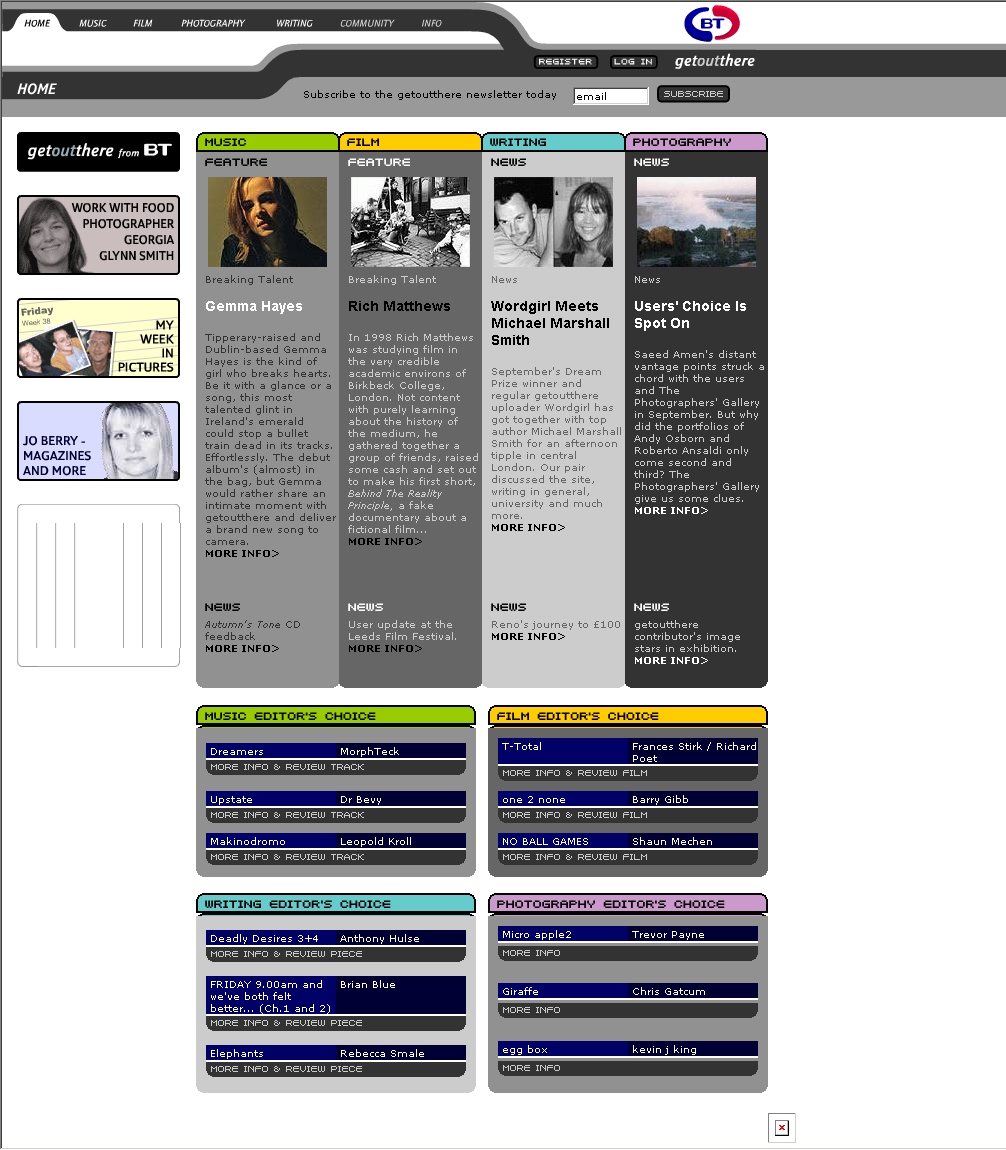 HOME MUSIC FILM PHOTOGRAPHY WRITING COMMUNITY INFO
BT
REGISTER LOG IN getoutthere
HOME
Subscribe to the getoutthere newsletter today email SUBSCRIBE
getoutthere from BT
WORK WITH FOOD
PHOTOGRAPHER
GEORGIA
GLYNN SMITH
Friday
Week 38
MY
WEEK
IN
PICTURES
JO BERRY -
MAGAZINES
AND MORE
MUSIC
FEATURE
Breaking Talent
Gemma Hayes
Tipperary-raised and
Dublin-based Gemma
Hayes is the kind of
girl who breaks hearts.
Be it with a glance or a
song, this most
talented glint in
Ireland's emerald
could stop a bullet
train dead in its tracks.
Effortlessly. The debut
album's (almost) in
the bag, but Gemma
would rather share an
intimate moment with
getoutthere and deliver
a brand new song to
camera.
MORE INFO>
NEWS
Autumn's Tone CD
feedback
MORE INFO>
FILM
FEATURE
Breaking Talent
Rich Matthews
In 1998 Rich Matthews
was studying film in
the very credible
academic environs of
Birkbeck College,
London. Not content
with purely learning
about the history of
the medium, he
gathered together a
group of friends, raised
some cash and set out
to make his first short,
Behind The Reality
Principle, a fake
documentary about a
fictional film...
MORE INFO>
NEWS
User update at the
Leeds Film Festival.
MORE INFO>
WRITING
NEWS
News
Wordgirl Meets
Michael Marshall
Smith
September's Dream
Prize winner and
regular getoutthere
uploader Wordgirl has
got together with top
author Michael Marshall
Smith for an afternoon
tipple in central
London. Our pair
discussed the site,
writing in general,
university and much
more.
MORE INFO>
NEWS
Reno's journey to £100
MORE INFO>
PHOTOGRAPHY
NEWS
News
Users' Choice Is
Spot On
Saeed Amen's distant
vantage points struck a
chord with the users
and The
Photographers' Gallery
in September. But why
did the portfolios of
Andy Osborn and
Roberto Ansaldi only
come second and
third? The
Photographers' Gallery
give us some clues.
MORE INFO>
NEWS
getoutthere
contributor's image
stars in exhibition.
MORE INFO>
MUSIC EDITOR'S CHOICE
Dreamers MorphTeck
MORE INFO & REVIEW TRACK
Upstate Dr Bevy
MORE INFO & REVIEW TRACK
Makinodromo Leopold Kroll
MORE INFO & REVIEW TRACK
FILM EDITOR'S CHOICE
T-Total Frances Stirk / Richard
Poet
MORE INFO & REVIEW FILM
one 2 none Barry Gibb
MORE INFO & REVIEW FILM
NO BALL GAMES Shaun Mechen
MORE INFO & REVIEW FILM
WRITING EDITOR'S CHOICE
Deadly Desires 3+4 Anthony Hulse
MORE INFO & REVIEW PIECE
FRIDAY 9.00am and Brian Blue
we've both felt
better... (Ch.1 and 2)
MORE INFO & REVIEW PIECE
Elephants Rebecca Smale
MORE INFO & REVIEW PIECE
PHOTOGRAPHY EDITOR'S CHOICE
Micro apple2 Trevor Payne
MORE INFO
Giraffe Chris Gatcum
MORE INFO
egg box kevin j king
MORE INFO